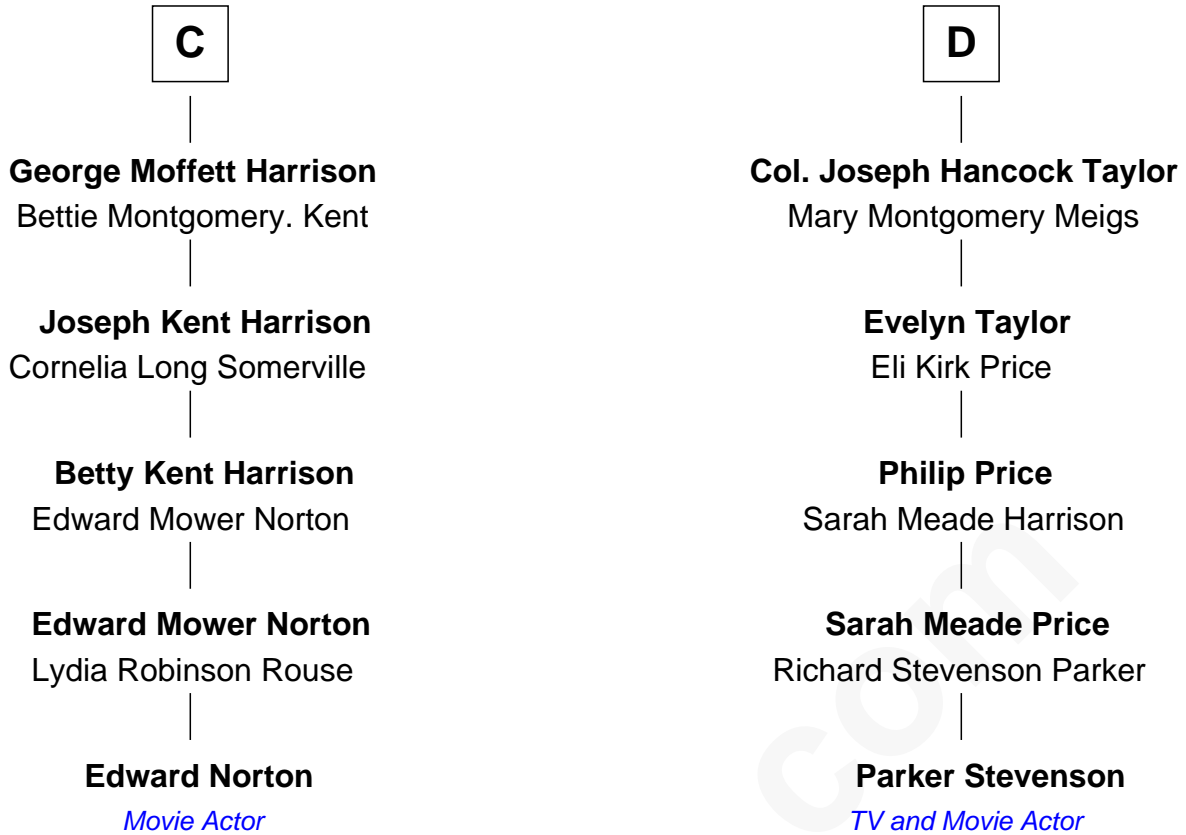 C
George Moffett Harrison
Bettie Montgomery. Kent
Joseph Kent Harrison
Cornelia Long Somerville
Betty Kent Harrison
Edward Mower Norton
Edward Mower Norton
Lydia Robinson Rouse
Edward Norton
Movie Actor
D
Col. Joseph Hancock Taylor
Mary Montgomery Meigs
Evelyn Taylor
Eli Kirk Price
Philip Price
Sarah Meade Harrison
Sarah Meade Price
Richard Stevenson Parker
Parker Stevenson
TV and Movie Actor
com